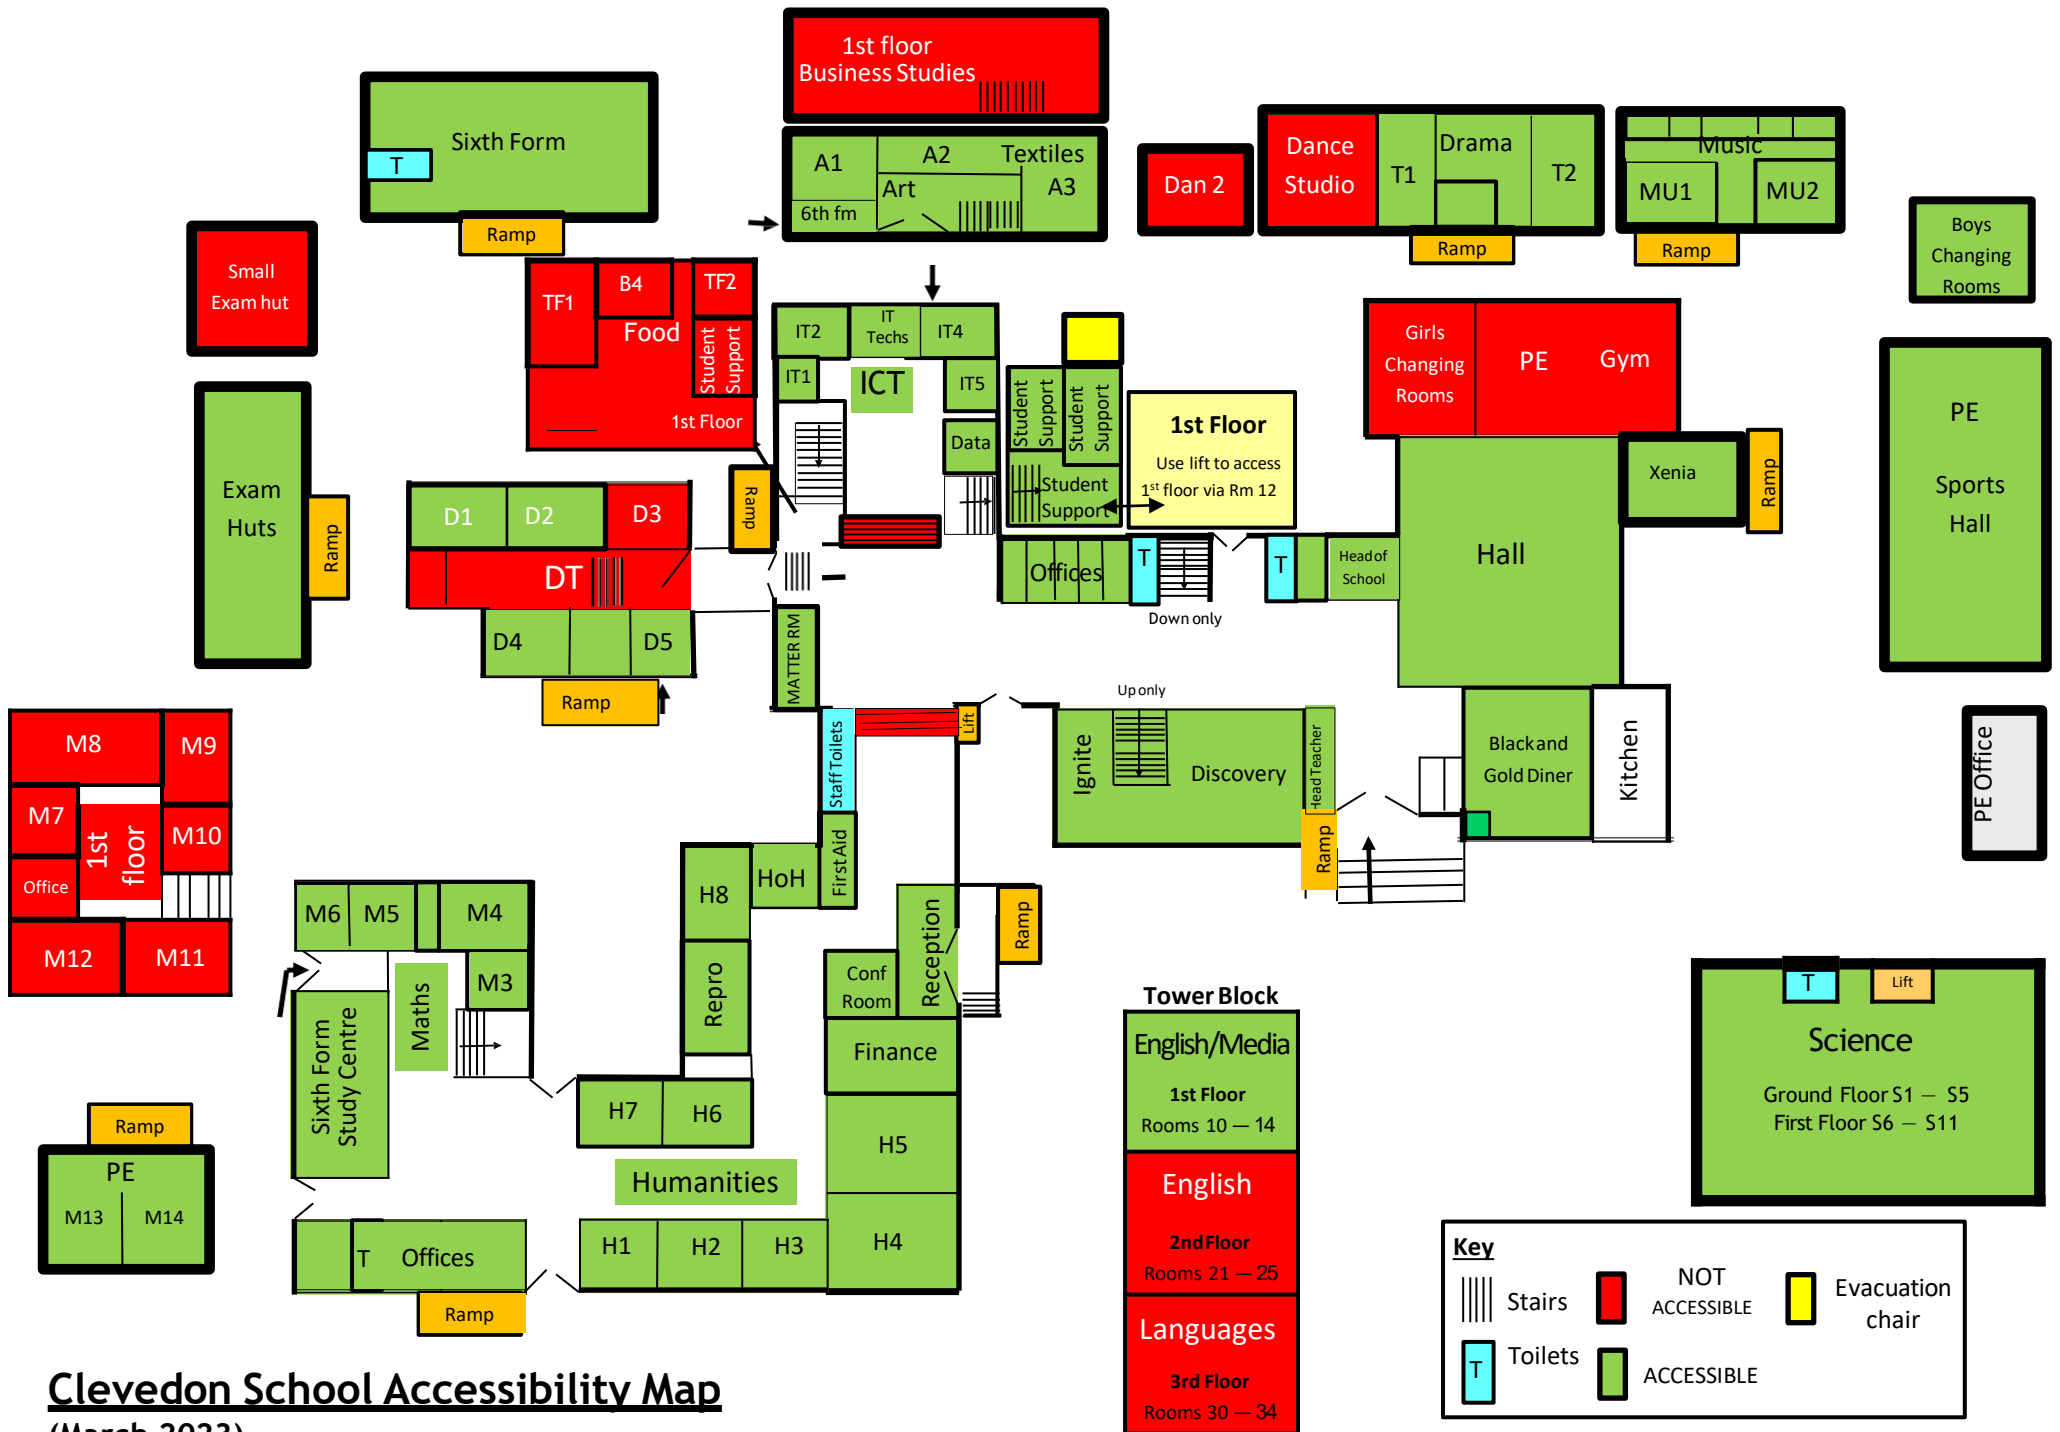 1st floor
Business Studies
Sixth Form
T
Ramp
A1
A2
Textiles
Art
A3
6th fm
Dan 2
Dance
Studio
T1
Drama
T2
Ramp
Music
MU1
MU2
Ramp
Boys
Changing
Rooms
Small
Exam hut
TF1
B4
TF2
Food
Student
Support
1st Floor
IT2
IT
Techs
IT4
IT1
ICT
IT5
Data
Student
Support
Student
Support
Student
Support
1st Floor
Use lift to access
1st floor via Rm 12
Girls
Changing
Rooms
PE
Gym
Xenia
Ramp
PE
Sports
Hall
Exam
Huts
Ramp
D1
D2
D3
Ramp
DT
D4
D5
Ramp
MATTER RM
Offices
T
Down only
T
Head of
School
Hall
Up only
Staff Toilets
Lift
Ignite
Discovery
Head Teacher
Ramp
Black and
Gold Diner
Kitchen
PE Office
M8
M9
M7
1st
floor
M10
Office
M12
M11
First Aid
HoH
H8
Repro
Reception
Ramp
Conf
Room
Finance
M6
M5
M4
M3
Maths
Sixth Form
Study Centre
H7
H6
H5
Humanities
H1
H2
H3
H4
T
Offices
Ramp
Ramp
PE
M13
M14
Tower Block
English/Media
1st Floor
Rooms 10 — 14
English
2nd Floor
Rooms 21 — 25
Languages
3rd Floor
Rooms 30 — 34
T
Lift
Science
Ground Floor S1 – S5
First Floor S6 – S11
Key
Stairs
NOT
ACCESSIBLE
Evacuation
chair
T
Toilets
ACCESSIBLE
Clevedon School Accessibility Map
(March 2023)